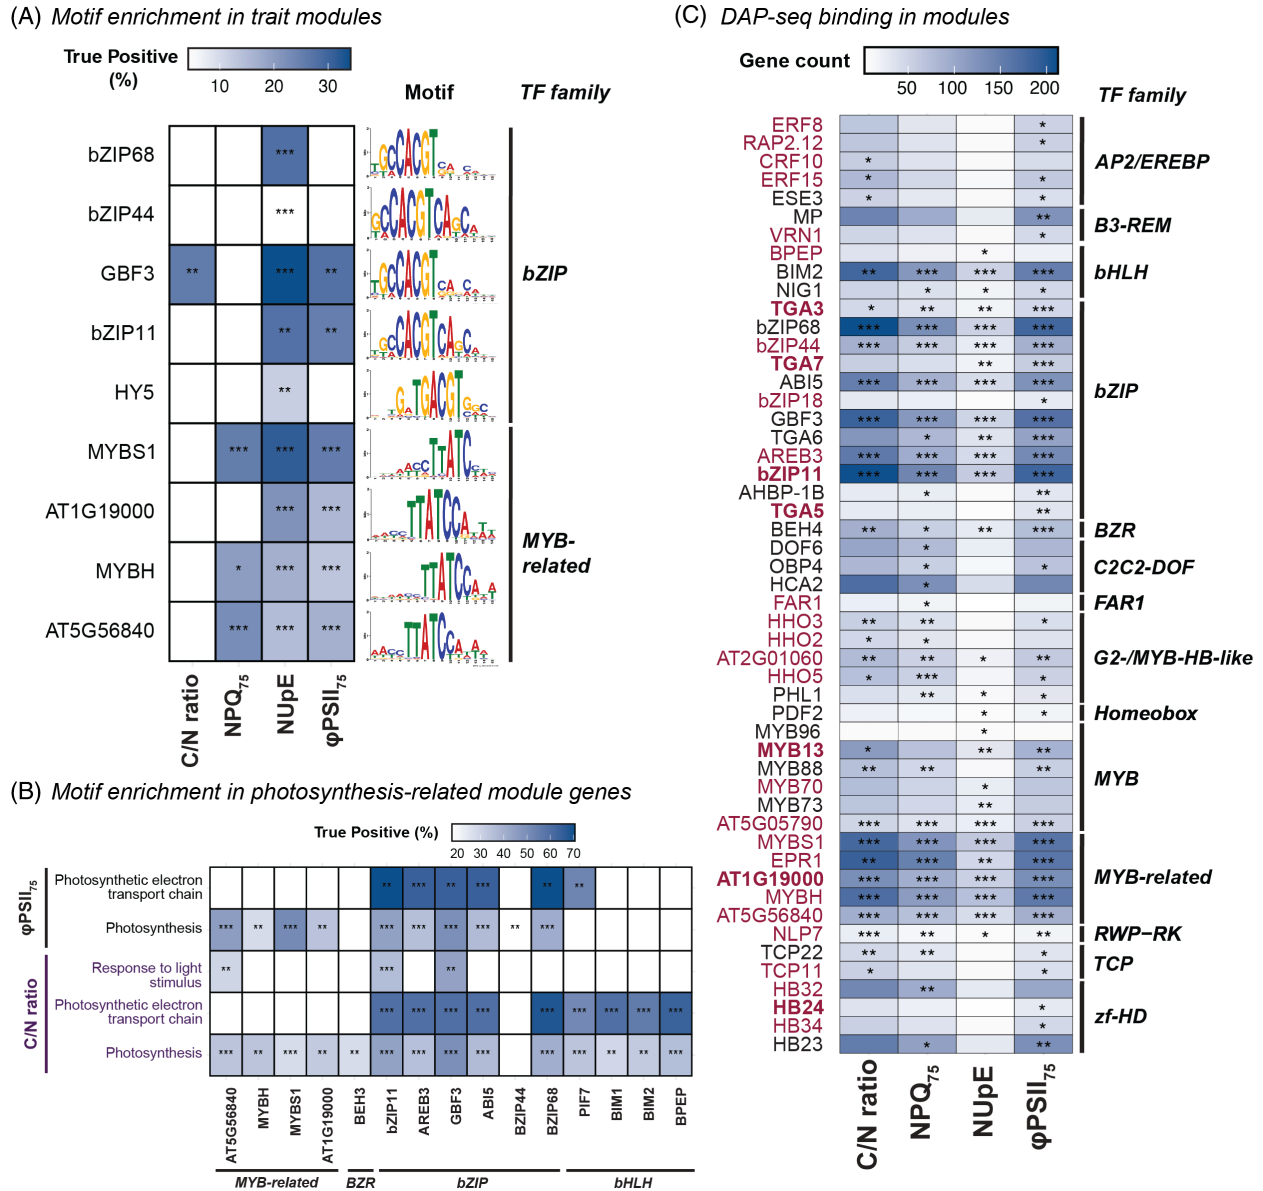 (A) Motif enrichment in trait modules
True Positive
(%)
10 20 30
Motif
TF family
bZIP68 ***
bZIP44 ***
GBF3 ** *** **
bZIP11 ** **
HY5 **
bZIP
MYBS1 *** *** ***
AT1G19000 *** ***
MYBH * *** ***
AT5G56840 *** *** ***
MYB-
related
C/N ratio
NPQ75
NUpE
φPSII75
(B) Motif enrichment in photosynthesis-related module genes
True Positive (%)
20 30 40 50 60 70
φPSII75
Photosynthetic electron
transport chain
** *** ** *** ** **
Photosynthesis
*** ** *** ** *** *** *** *** ** ***
C/N ratio
Response to light
stimulus
** *** **
Photosynthetic electron
transport chain
*** *** *** *** *** *** *** *** ***
Photosynthesis
*** ** *** ** ** *** *** *** *** *** *** ** ** ***
AT5G56840
MYBH
MYBS1
AT1G19000
BEH3
bZIP11
AREB3
GBF3
ABI5
BZIP44
BZIP68
PIF7
BIM1
BIM2
BPEP
MYB-related BZR bZIP bHLH
(C) DAP-seq binding in modules
Gene count
50 100 150 200
TF family
ERF8 *
RAP2.12 *
CRF10 *
ERF15 * *
ESE3 * *
AP2/EREBP
MP **
VRN1 *
B3-REM
BPEP *
BIM2 ** *** *** ***
NIG1 * * *
bHLH
TGA3 * ** ** ***
bZIP68 *** *** *** ***
bZIP44 *** *** *** ***
TGA7 ** ***
ABI5 *** *** *** ***
bZIP18 *
GBF3 *** *** *** ***
TGA6 * ** ***
AREB3 *** *** *** ***
bZIP11 *** *** *** ***
AHBP-1B * **
TGA5 **
bZIP
BEH4 ** * ** ***
BZR
DOF6 *
OBP4 * *
HCA2 *
C2C2-DOF
FAR1 *
FAR1
HHO3 ** ** *
HHO2 * *
AT2G01060 ** ** * **
HHO5 * *** *
PHL1 ** * *
G2-/MYB-HB-like
PDF2 * *
Homeobox
MYB96 *
MYB13 * ** **
MYB88 ** ** **
MYB70 *
MYB73 **
AT5G05790 *** *** *** ***
MYB
MYBS1 *** *** *** ***
EPR1 ** *** ** ***
AT1G19000 *** *** *** ***
MYBH *** *** *** ***
AT5G56840 *** *** *** ***
MYB-related
NLP7 *** ** * **
RWP−RK
TCP22 ** ** *
TCP11 * *
TCP
HB32 **
HB24 *
HB34 *
HB23 * **
zf-HD
C/N ratio
NPQ75
NUpE
φPSII75